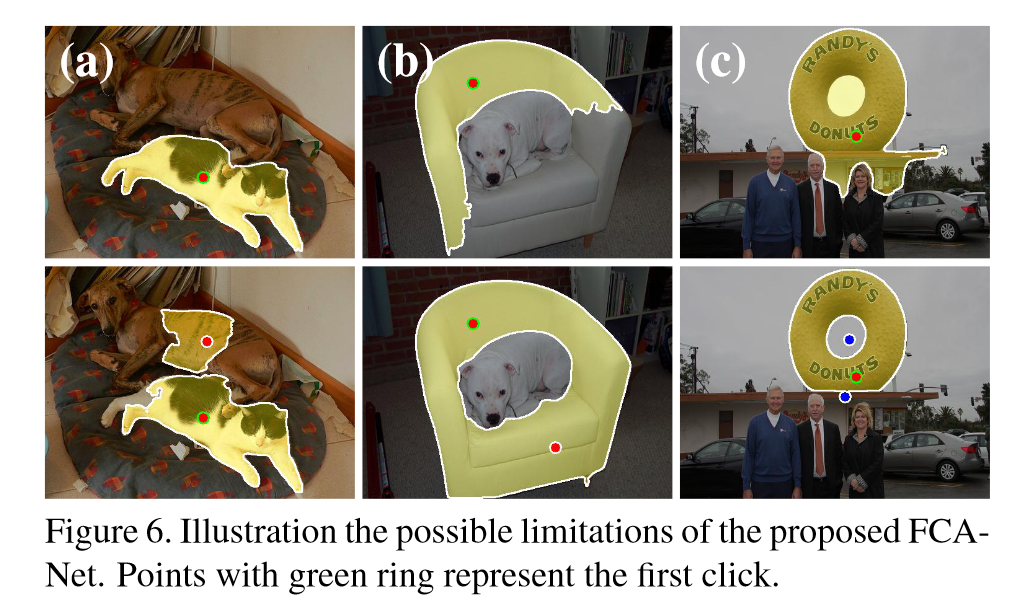 (a)
(b)
(c)
RANDY'S
DONUTS
RANDY'S
DONUTS
Figure 6. Illustration the possible limitations of the proposed FCA-
Net. Points with green ring represent the first click.